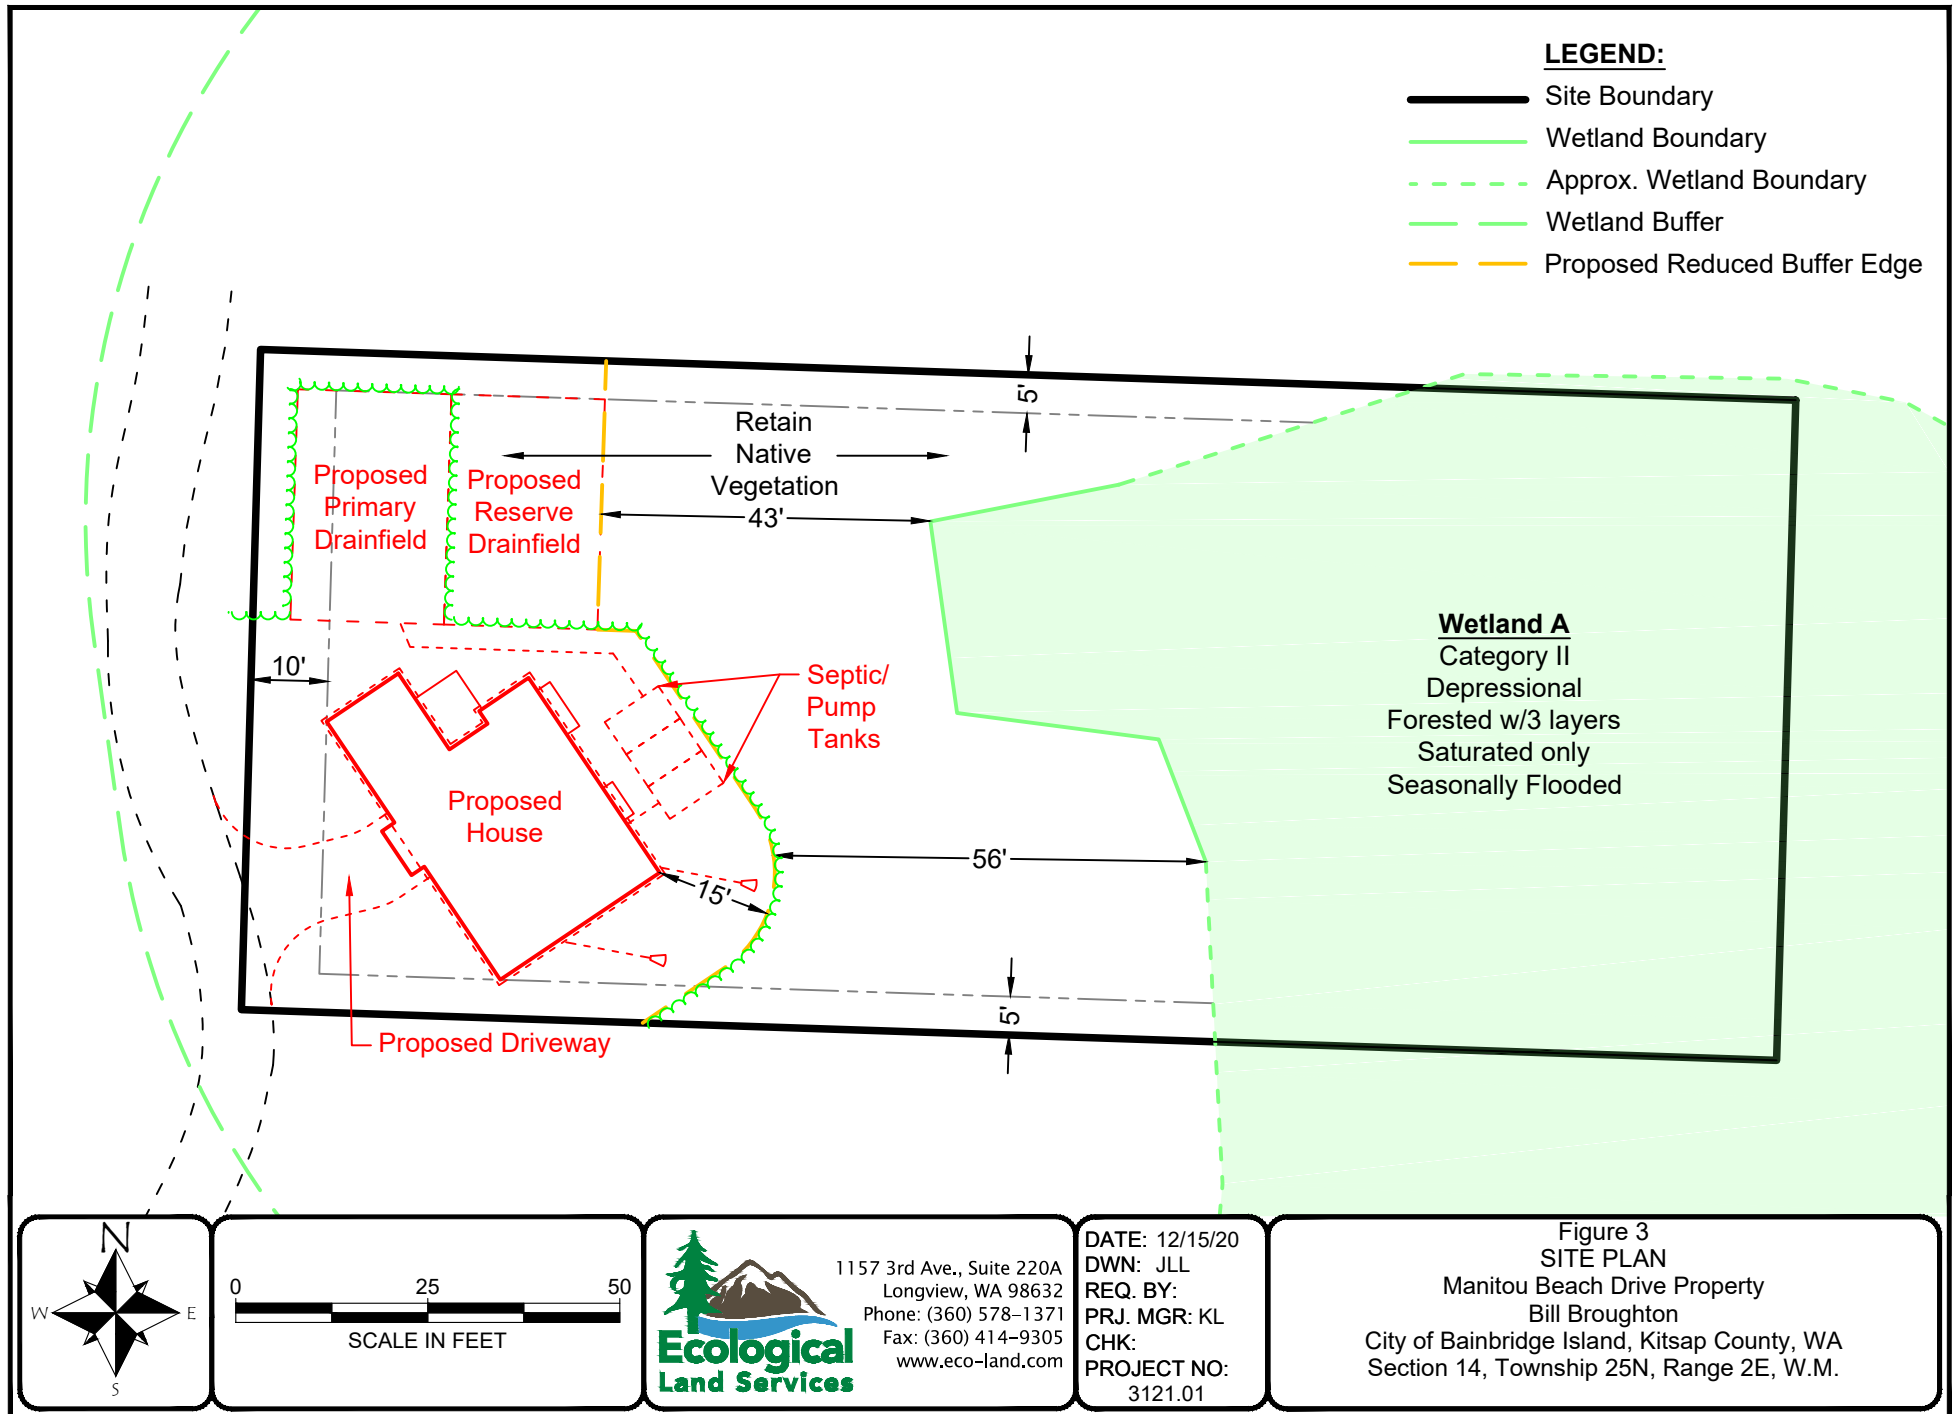 LEGEND:
Site Boundary
Wetland Boundary
Approx. Wetland Boundary
Wetland Buffer
Proposed Reduced Buffer Edge
5'
Retain
Native
Vegetation
43'
Proposed
Primary
Drainfield
Proposed
Reserve
Drainfield
10'
Septic/
Pump
Tanks
Proposed
House
56'
15'
5'
Proposed Driveway
Wetland A
Category II
Depressional
Forested w/3 layers
Saturated only
Seasonally Flooded
N
W
E
S
0 25 50
SCALE IN FEET
Ecological
Land Services
1157 3rd Ave., Suite 220A
Longview, WA 98632
Phone: (360) 578-1371
Fax: (360) 414-9305
www.eco-land.com
DATE: 12/15/20
DWN: JLL
REQ. BY:
PRJ. MGR: KL
CHK:
PROJECT NO:
3121.01
Figure 3
SITE PLAN
Manitou Beach Drive Property
Bill Broughton
City of Bainbridge Island, Kitsap County, WA
Section 14, Township 25N, Range 2E, W.M.